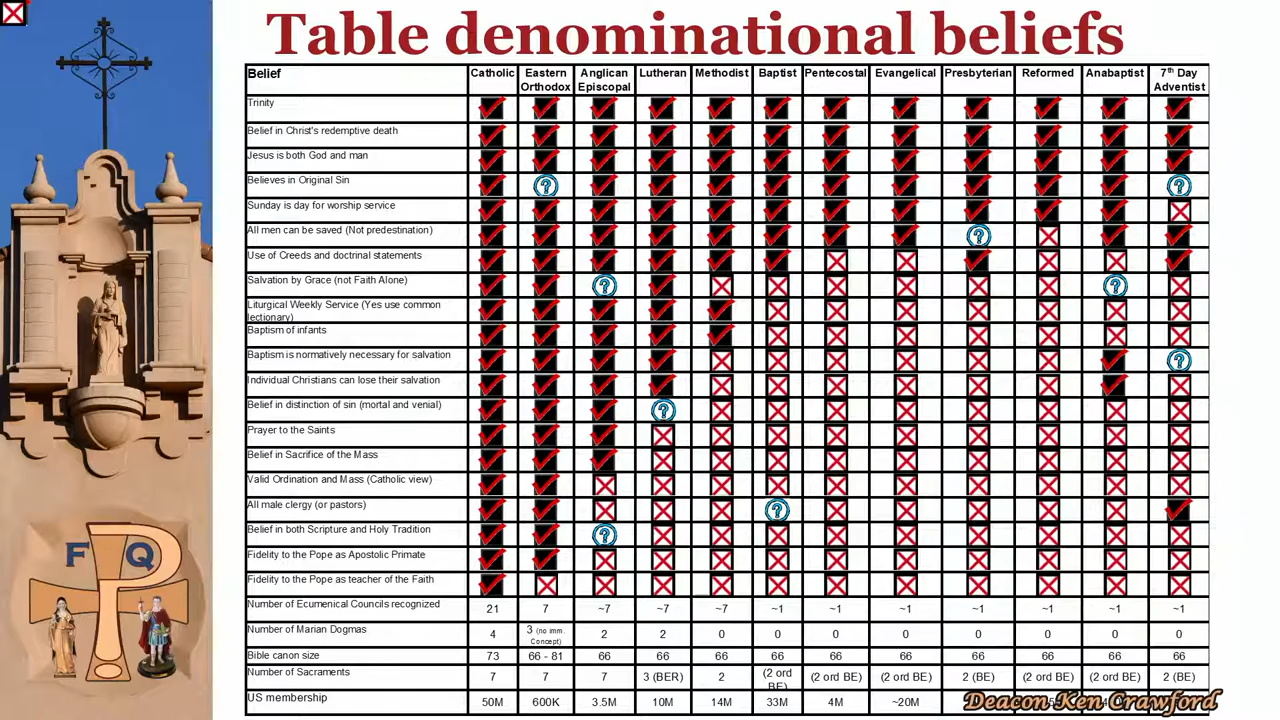 Table denominational beliefs
Belief Catholic Eastern Orthodox Anglican Episcopal Lutheran Methodist Baptist Pentecostal Evangelical Presbyterian Reformed Anabaptist 7th Day Adventist
Trinity
Belief in Christ's redemptive death
Jesus is both God and man
Believes in Original Sin ? ?
Sunday is day for worship service
All men can be saved (Not predestination) ?
Use of Creeds and doctrinal statements
Salvation by Grace (not Faith Alone) ? ?
Liturgical Weekly Service (Yes use common
lectionary)
Baptism of infants
Baptism is normatively necessary for salvation ?
Individual Christians can lose their salvation
Belief in distinction of sin (mortal and venial) ?
Prayer to the Saints
Belief in Sacrifice of the Mass
Valid Ordination and Mass (Catholic view)
All male clergy (or pastors) ?
Belief in both Scripture and Holy Tradition ?
Fidelity to the Pope as Apostolic Primate
Fidelity to the Pope as teacher of the Faith
Number of Ecumenical Councils recognized 21 7 ~7 ~7 ~7 ~1 ~1 ~1 ~1 ~1 ~1 ~1
Number of Marian Dogmas 4 3 (no imm. Concept) 2 2 0 0 0 0 0 0 0 0
Bible canon size 73 66 - 81 66 66 66 66 66 66 66 66 66 66
Number of Sacraments 7 7 7 3 (BER) 2 (2 ord BE) (2 ord BE) (2 ord BE) 2 (BE) (2 ord BE) (2 ord BE) 2 (BE)
US membership 50M 600K 3.5M 10M 14M 33M 4M ~20M
F Q
Deacon Ken Crawford